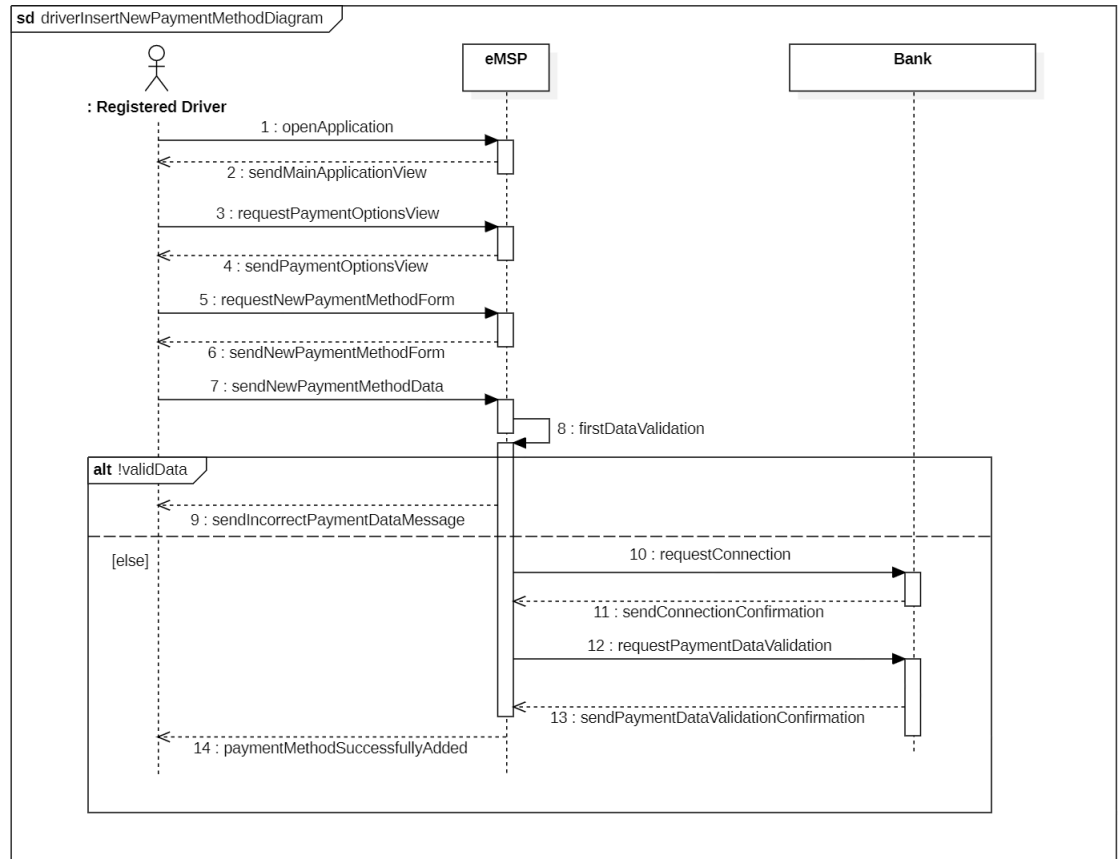 sd driverInsertNewPaymentMethodDiagram
eMSP
Bank
: Registered Driver
1 : openApplication
2 : sendMainApplicationView
3 : requestPaymentOptionsView
4 : sendPaymentOptionsView
5 : requestNewPaymentMethodForm
6 : sendNewPaymentMethodForm
7 : sendNewPaymentMethodData
8 : firstDataValidation
alt !validData
9 : sendIncorrectPaymentDataMessage
[else]
10 : requestConnection
11 : sendConnectionConfirmation
12 : requestPaymentDataValidation
13 : sendPaymentDataValidationConfirmation
14 : paymentMethodSuccessfullyAdded